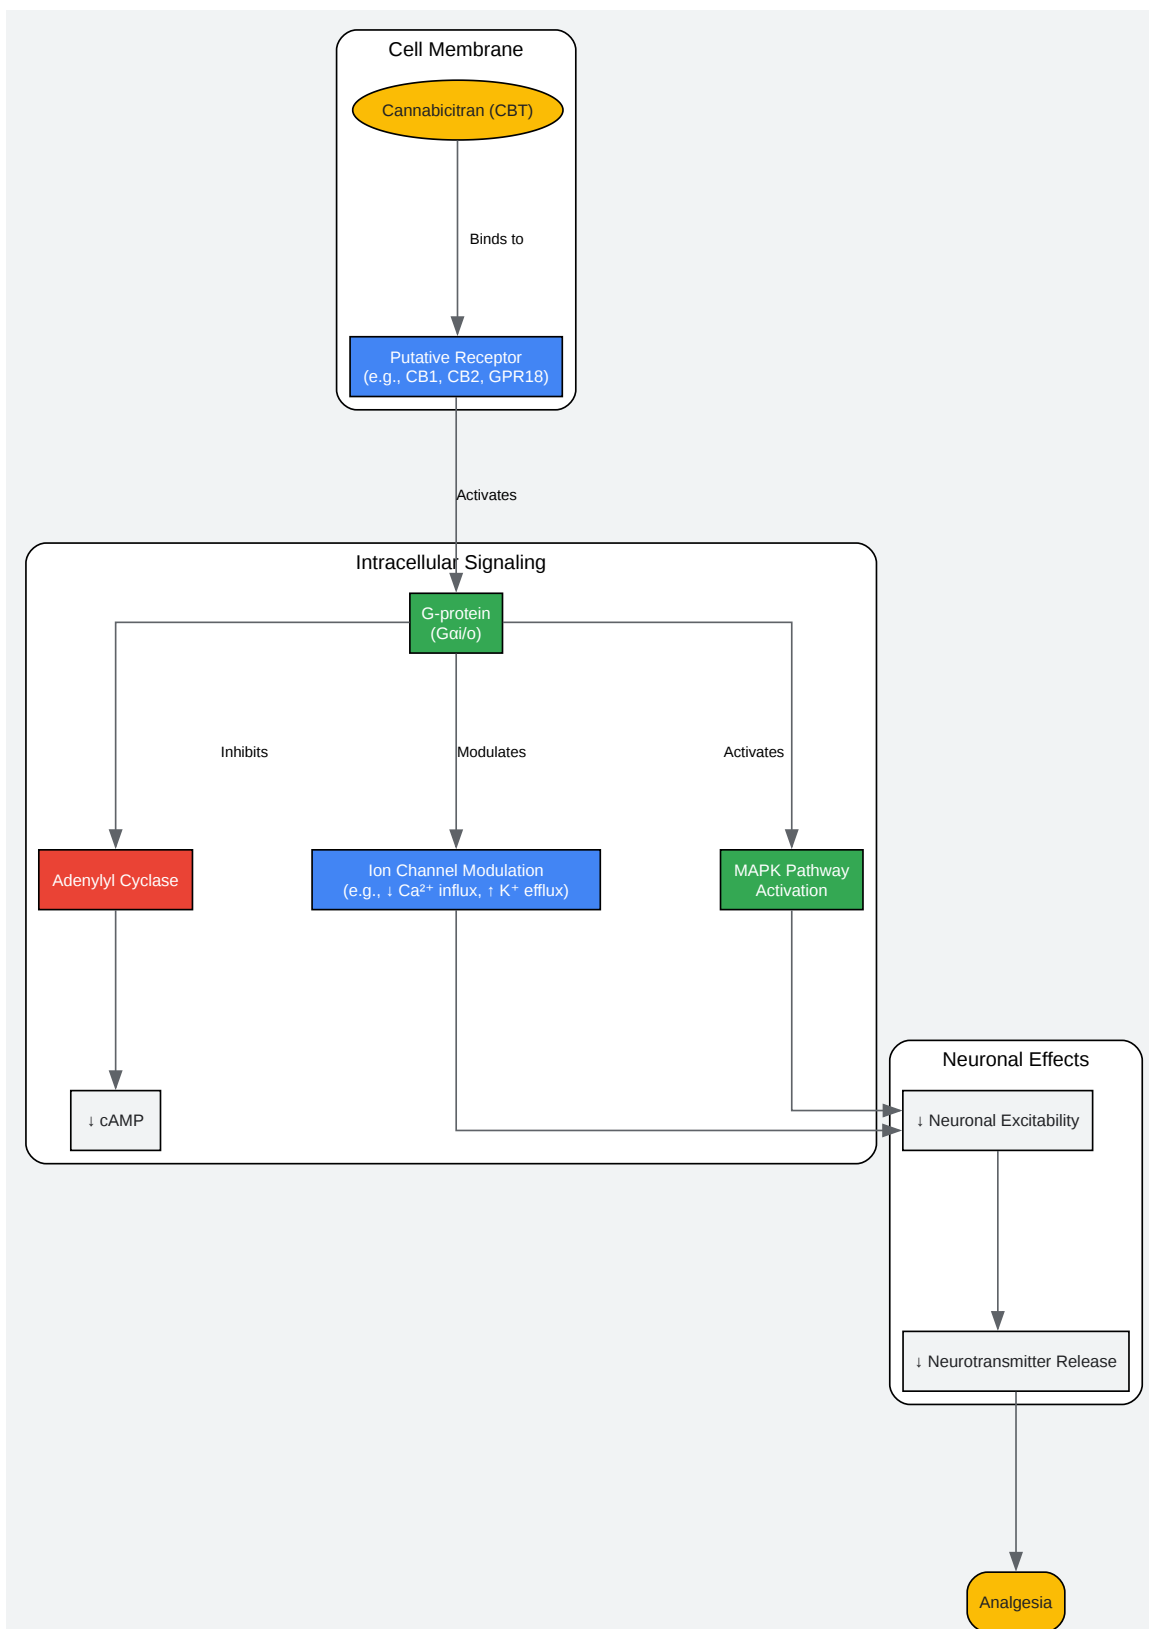 Cell Membrane
Cannabicitran (CBT)
Binds to
Putative Receptor
(e.g., CB1, CB2, GPR18)
Activates
Intracellular Signaling
G-protein
(Gαi/o)
Inhibits
Modulates
Activates
Adenylyl Cyclase
Ion Channel Modulation
(e.g., ↓ Ca²⁺ influx, ↑ K⁺ efflux)
MAPK Pathway
Activation
↓ cAMP
Neuronal Effects
↓ Neuronal Excitability
↓ Neurotransmitter Release
Analgesia